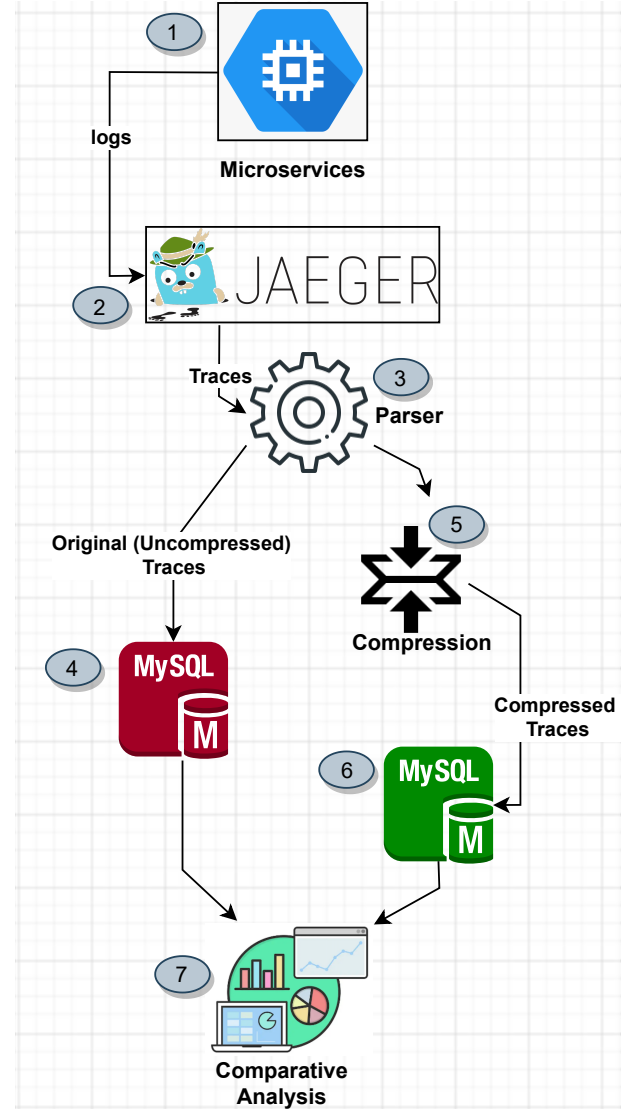 1
logs
Microservices
JAEGER
2
Traces
3
Parser
Original (Uncompressed)
Traces
5
Compression
4
MySQL
M
Compressed
Traces
6
MySQL
M
7
Comparative
Analysis